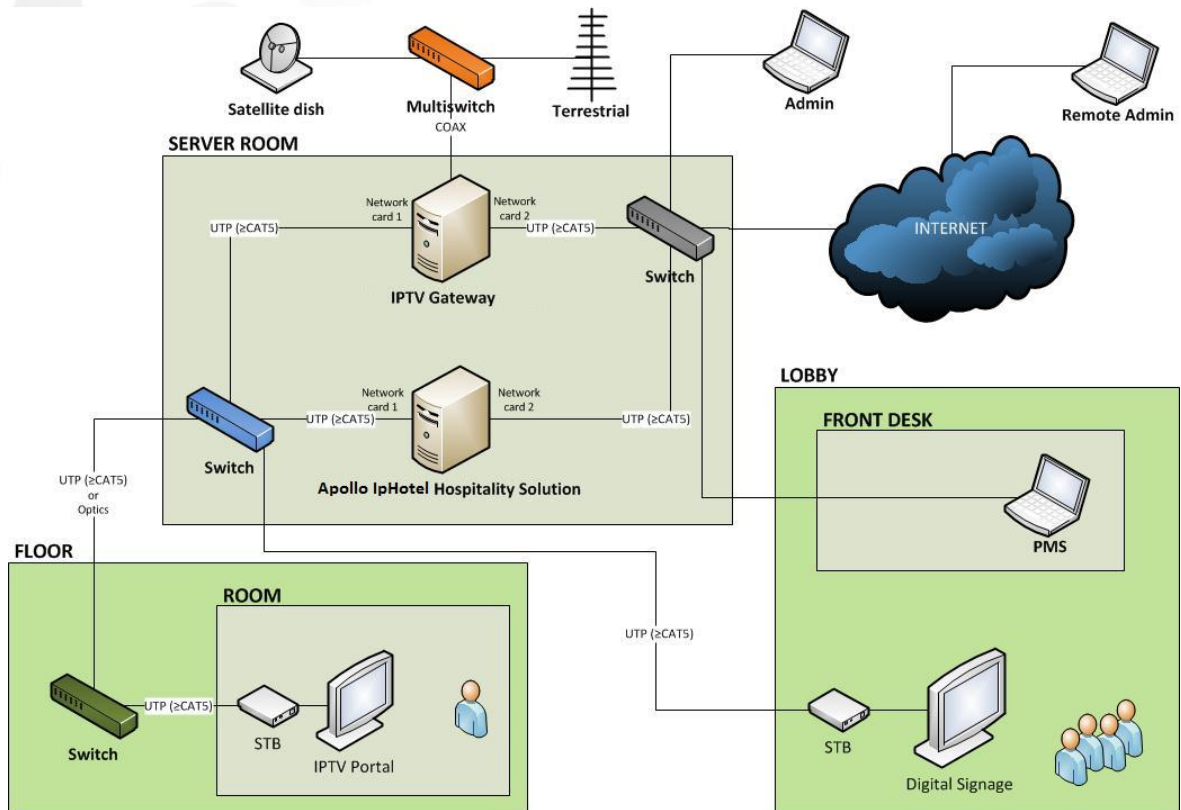 Satellite dish
Multiswitch
Terrestrial
Admin
Remote Admin
COAX
SERVER ROOM
Network
card 1
Network
card 2
UTP (≥CAT5)
UTP (≥CAT5)
INTERNET
Switch
IPTV Gateway
Network
card 1
Network
card 2
UTP (≥CAT5)
UTP (≥CAT5)
Switch
Apollo IpHotel Hospitality Solution
UTP (≥CAT5)
or
Optics
LOBBY
FRONT DESK
PMS
FLOOR
ROOM
UTP (≥CAT5)
UTP (≥CAT5)
Switch
STB
IPTV Portal
STB
Digital Signage